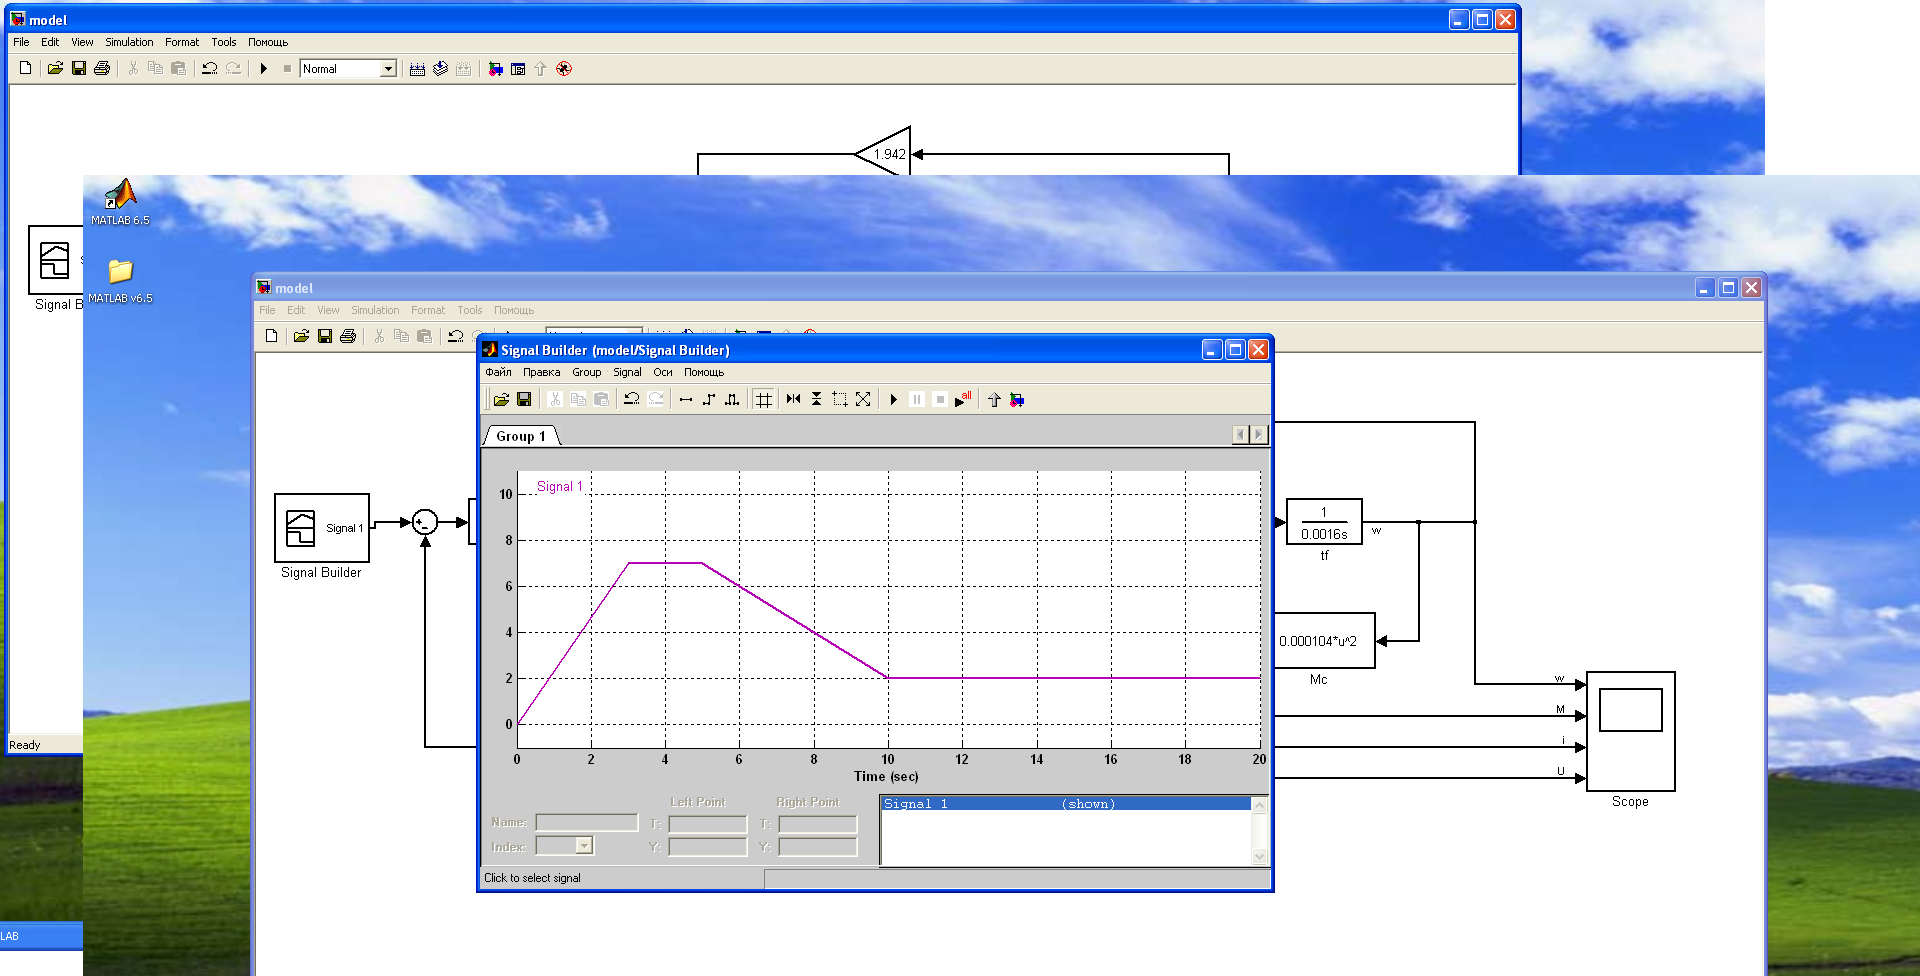 model
File Edit View Simulation Format Tools Помощь
Normal
1.942
MATLAB 6.5
MATLAB v6.5
Signal B
model
File Edit View Simulation Format Tools Помощь
Signal Builder (model/Signal Builder)
Файл Правка Group Signal Оси Помощь
all
Group 1
Signal 1
10
8
6
4
2
0
0 2 4 6 8 10 12 14 16 18 20
Time (sec)
Left Point Right Point
Name: T: T:
Index: Y: Y:
Signal 1 (shown)
Click to select signal
Signal 1
Signal Builder
1
0.0016s
tf
w
0.000104*u^2
Mc
w
M
i
U
Scope
Ready
LAB